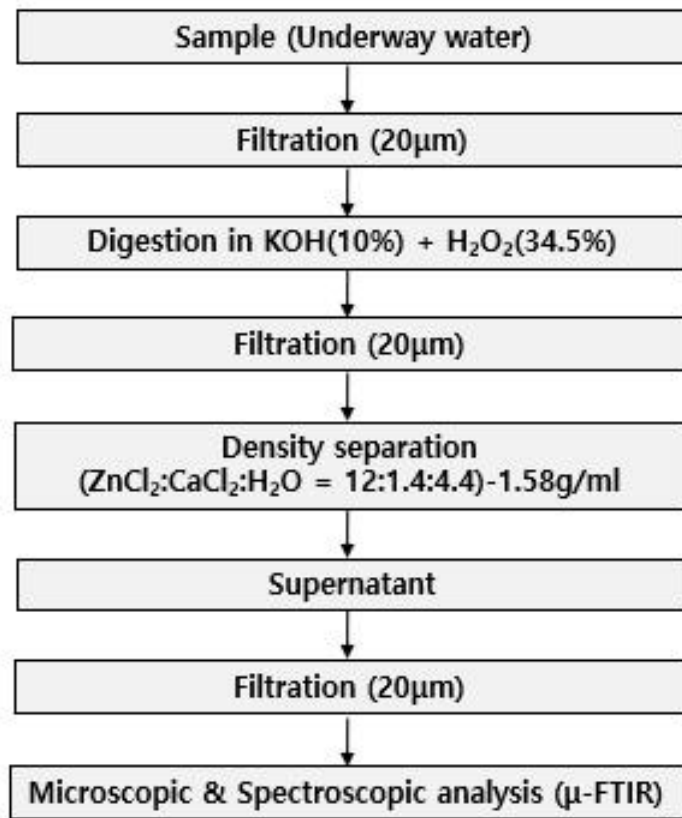 Sample (Underway water)
Filtration (20μm)
Digestion in KOH(10%) + H₂O₂(34.5%)
Filtration (20μm)
Density separation
(ZnCl₂:CaCl₂:H₂O = 12:1.4:4.4)-1.58g/ml
Supernatant
Filtration (20μm)
Microscopic & Spectroscopic analysis (μ-FTIR)